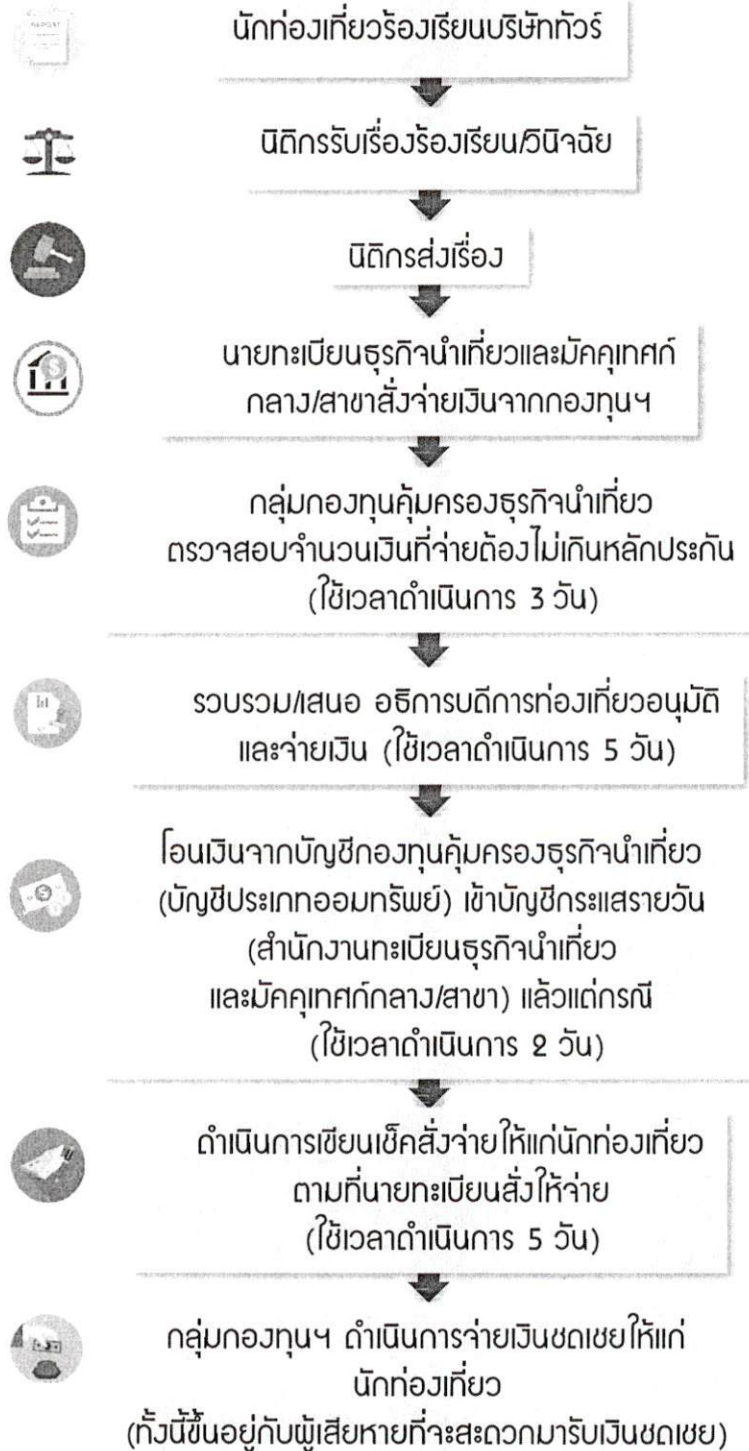 REPORT
นักท่องเที่ยวร้องเรียนบริษัททัวร์
นิติกรรับเรื่องร้องเรียน/วินิจฉัย
นิติกรส่งเรื่อง
นายทะเบียนธุรกิจนำเที่ยวและมัคคุเทศก์
กลาง/สาขาสั่งจ่ายเงินจากกองทุนฯ
กลุ่มกองทุนคุ้มครองธุรกิจนำเที่ยว
ตรวจสอบจำนวนเงินที่จ่ายต้องไม่เกินหลักประกัน
(ใช้เวลาดำเนินการ 3 วัน)
รวบรวม/เสนอ อธิการบดีการท่องเที่ยวอนุมัติ
และจ่ายเงิน (ใช้เวลาดำเนินการ 5 วัน)
โอนเงินจากบัญชีกองทุนคุ้มครองธุรกิจนำเที่ยว
(บัญชีประเภทออมทรัพย์) เข้าบัญชีกระแสรายวัน
(สำนักงานทะเบียนธุรกิจนำเที่ยว
และมัคคุเทศก์กลาง/สาขา) แล้วแต่กรณี
(ใช้เวลาดำเนินการ 2 วัน)
ดำเนินการเขียนเช็คสั่งจ่ายให้แก่นักท่องเที่ยว
ตามที่นายทะเบียนสั่งให้จ่าย
(ใช้เวลาดำเนินการ 5 วัน)
กลุ่มกองทุนฯ ดำเนินการจ่ายเงินชดเชยให้แก่
นักท่องเที่ยว
(ทั้งนี้ขึ้นอยู่กับผู้เสียหายที่จะสะดวกมารับเงินชดเชย)